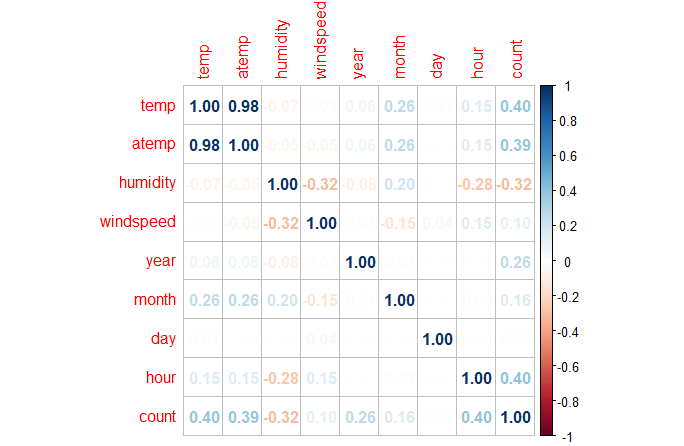 temp atemp humidity windspeed year month day hour count
temp 1.00 0.98 -0.07 0.06 0.26 0.15 0.40
atemp 0.98 1.00 -0.05 -0.05 0.06 0.26 0.15 0.39
humidity -0.07 -0.05 1.00 -0.32 -0.08 0.20 -0.28 -0.32
windspeed -0.05 -0.32 1.00 -0.15 0.04 0.15 0.10
year 0.06 0.06 -0.08 1.00 0.26
month 0.26 0.26 0.20 -0.15 1.00 0.16
day 0.04 1.00
hour 0.15 0.15 -0.28 0.15 1.00 0.40
count 0.40 0.39 -0.32 0.10 0.26 0.16 0.40 1.00
1
0.8
0.6
0.4
0.2
0
-0.2
-0.4
-0.6
-0.8
-1